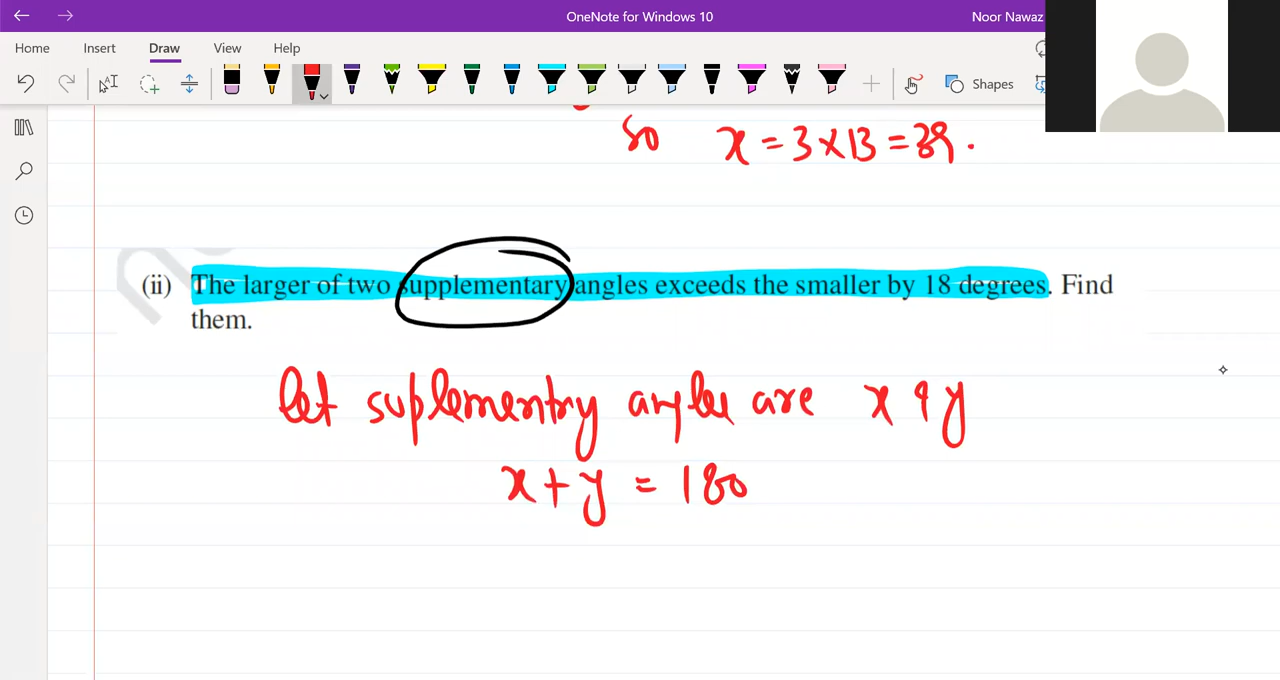 OneNote for Windows 10
Noor Nawaz
Home Insert Draw View Help
Shapes
so x = 3 × 13 = 39.
(ii) The larger of two supplementary angles exceeds the smaller by 18 degrees. Find
them.
let suplementry angles are x & y
x + y = 180